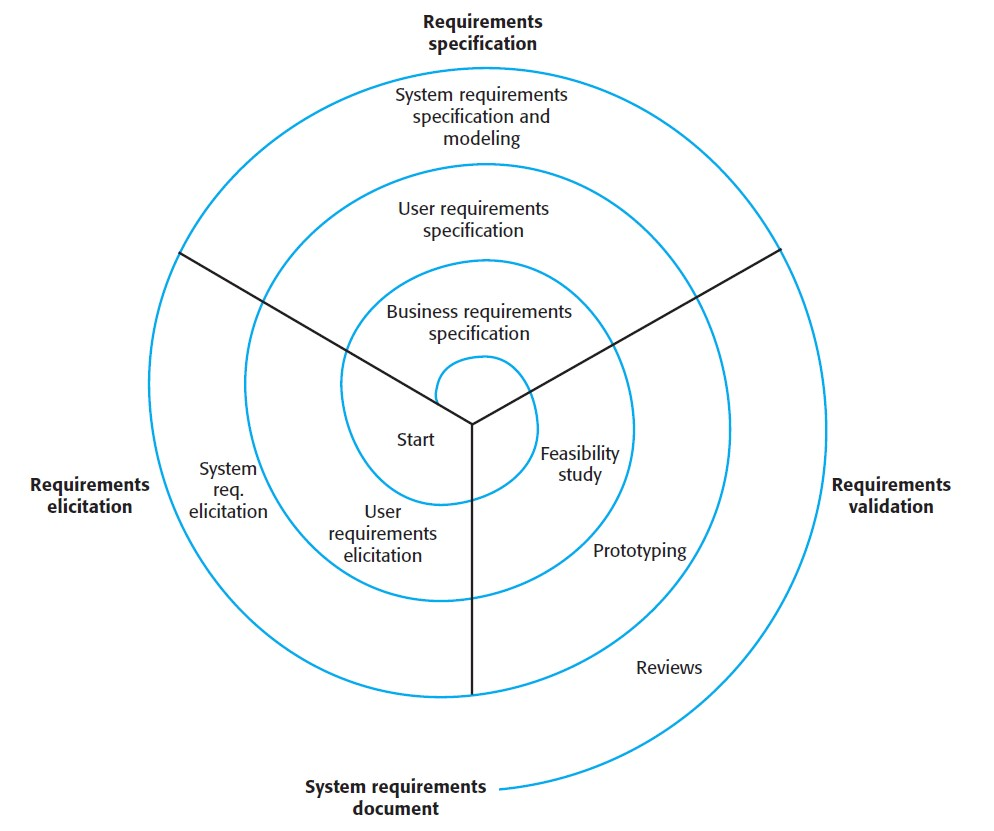 Requirements
specification
System requirements
specification and
modeling
User requirements
specification
Business requirements
specification
Start
Feasibility
study
System
req.
elicitation
Requirements
elicitation
Requirements
validation
User
requirements
elicitation
Prototyping
Reviews
System requirements
document